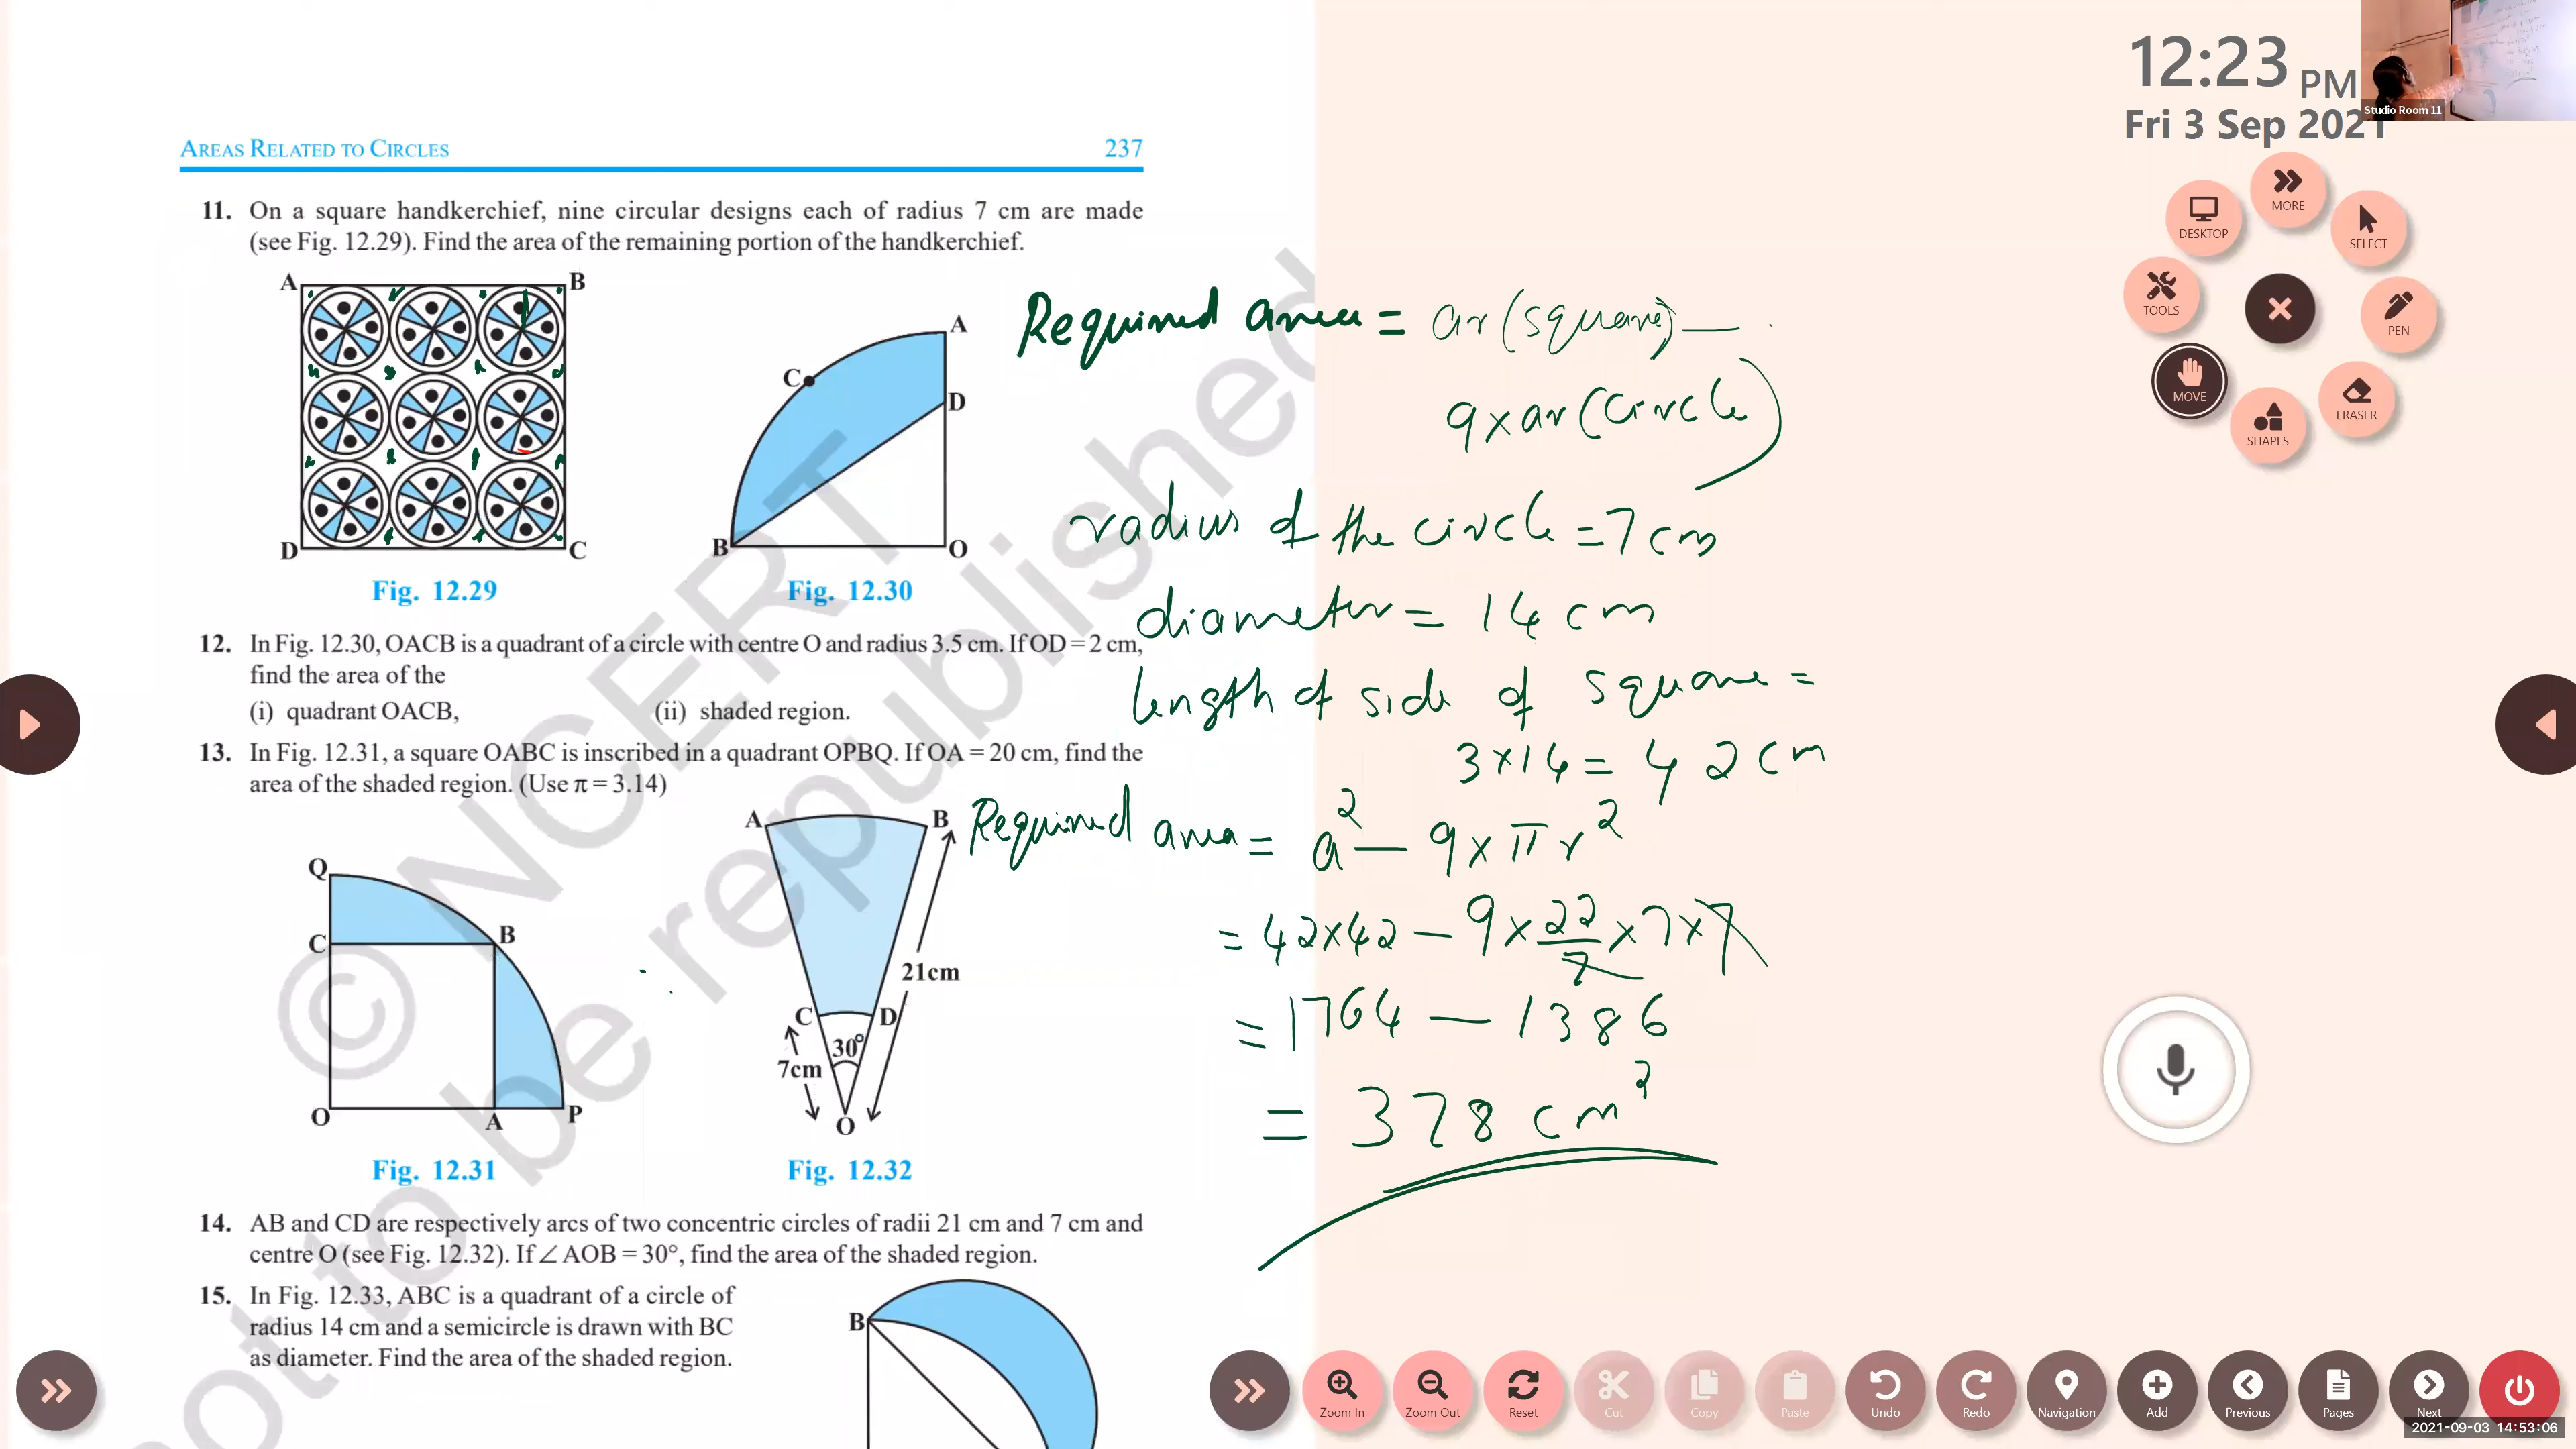 AREAS RELATED TO CIRCLES 237
11. On a square handkerchief, nine circular designs each of radius 7 cm are made
(see Fig. 12.29). Find the area of the remaining portion of the handkerchief.
A B
D C
Fig. 12.29
A
C
D
B O
Fig. 12.30
12. In Fig. 12.30, OACB is a quadrant of a circle with centre O and radius 3.5 cm. If OD = 2 cm,
find the area of the
(i) quadrant OACB, (ii) shaded region.
13. In Fig. 12.31, a square OABC is inscribed in a quadrant OPBQ. If OA = 20 cm, find the
area of the shaded region. (Use π = 3.14)
Q
C B
O A P
Fig. 12.31
A B
21cm
C D
30°
7cm
O
Fig. 12.32
14. AB and CD are respectively arcs of two concentric circles of radii 21 cm and 7 cm and
centre O (see Fig. 12.32). If ∠ AOB = 30°, find the area of the shaded region.
15. In Fig. 12.33, ABC is a quadrant of a circle of
radius 14 cm and a semicircle is drawn with BC
as diameter. Find the area of the shaded region.
B
© NCERT
not to be republished
Required area = ar(square) —
9 x ar(circle)
radius of the circle = 7 cm
diameter = 14 cm
length of side of square =
3 x 14 = 42 cm
Required area = a² — 9 x π r²
= 42 x 42 — 9 x 22/7 x 7 x 7
= 1764 — 1386
= 378 cm²
12:23 PM
Fri 3 Sep 2021
Studio Room 11
MORE
DESKTOP
SELECT
TOOLS
PEN
MOVE
ERASER
SHAPES
Zoom In
Zoom Out
Reset
Cut
Copy
Paste
Undo
Redo
Navigation
Add
Previous
Pages
Next
2021-09-03 14:53:06